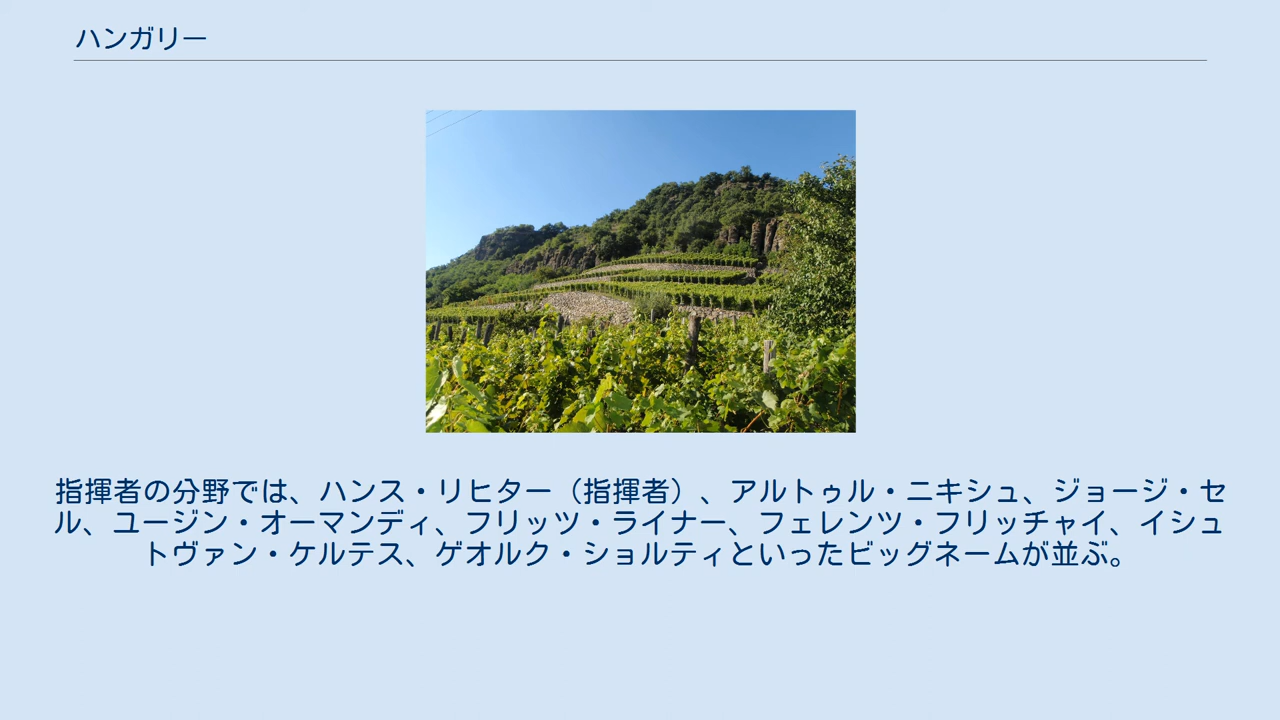 ハンガリー
指揮者の分野では、ハンス・リヒター（指揮者）、アルトゥル・ニキシュ、ジョージ・セ
ル、ユージン・オーマンディ、フリッツ・ライナー、フェレンツ・フリッチャイ、イシュ
トヴァン・ケルテス、ゲオルク・ショルティといったビッグネームが並ぶ。